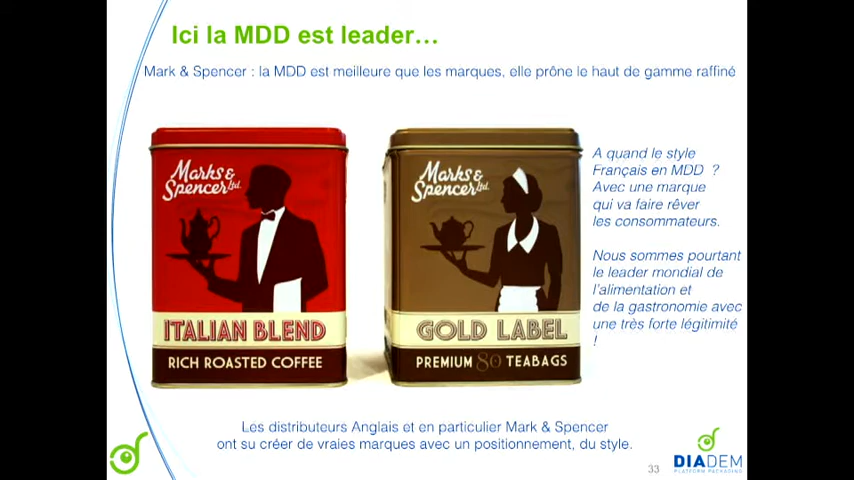 Ici la MDD est leader…
Mark & Spencer : la MDD est meilleure que les marques, elle prône le haut de gamme raffiné
Marks &
Spencer Ltd.
ITALIAN BLEND
RICH ROASTED COFFEE
Marks &
Spencer Ltd.
GOLD LABEL
PREMIUM 80 TEABAGS
A quand le style
Français en MDD ?
Avec une marque
qui va faire rêver
les consommateurs.
Nous sommes pourtant
le leader mondial de
l'alimentation et
de la gastronomie avec
une très forte légitimité
!
Les distributeurs Anglais et en particulier Mark & Spencer
ont su créer de vraies marques avec un positionnement, du style.
33
DIADEM
PLATFORM PACKAGING